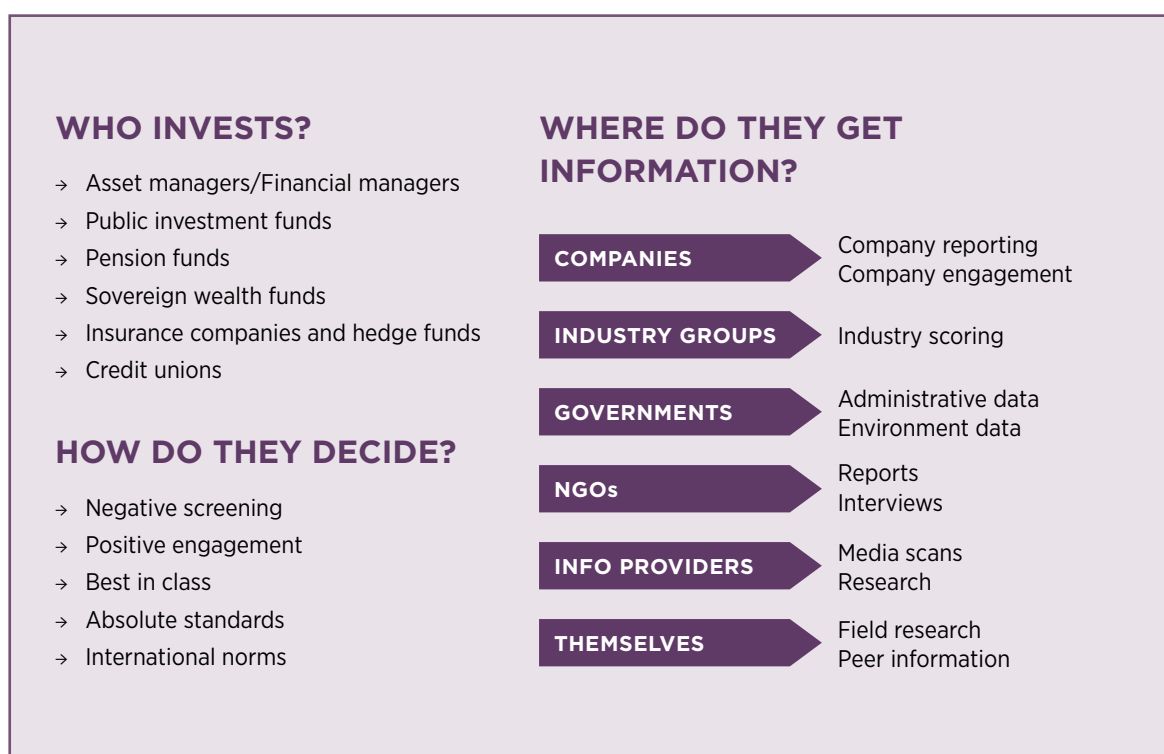 WHO INVESTS?
→ Asset managers/Financial managers
→ Public investment funds
→ Pension funds
→ Sovereign wealth funds
→ Insurance companies and hedge funds
→ Credit unions
HOW DO THEY DECIDE?
→ Negative screening
→ Positive engagement
→ Best in class
→ Absolute standards
→ International norms
WHERE DO THEY GET
INFORMATION?
COMPANIES
Company reporting
Company engagement
INDUSTRY GROUPS
Industry scoring
GOVERNMENTS
Administrative data
Environment data
NGOs
Reports
Interviews
INFO PROVIDERS
Media scans
Research
THEMSELVES
Field research
Peer information